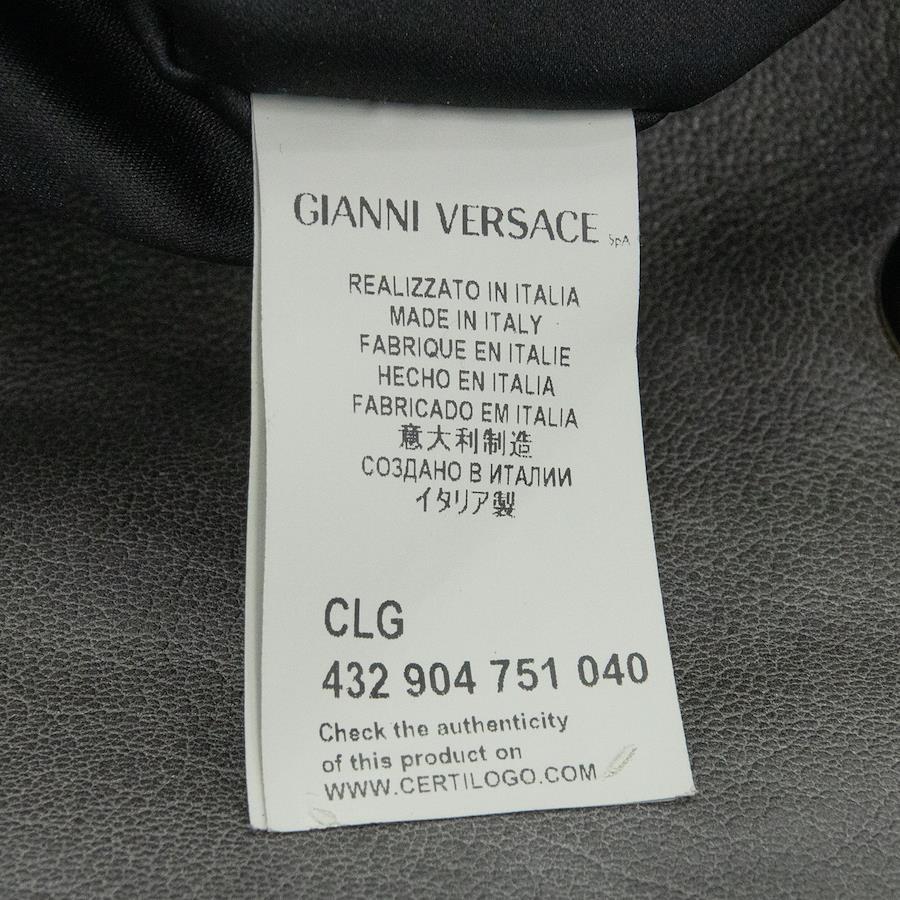 GIANNI VERSACE SpA
REALIZZATO IN ITALIA
MADE IN ITALY
FABRIQUE EN ITALIE
HECHO EN ITALIA
FABRICADO EM ITALIA
意大利制造
СОЗДАНО В ИТАЛИИ
イタリア製
CLG
432 904 751 040
Check the authenticity
of this product on
WWW.CERTILOGO.COM